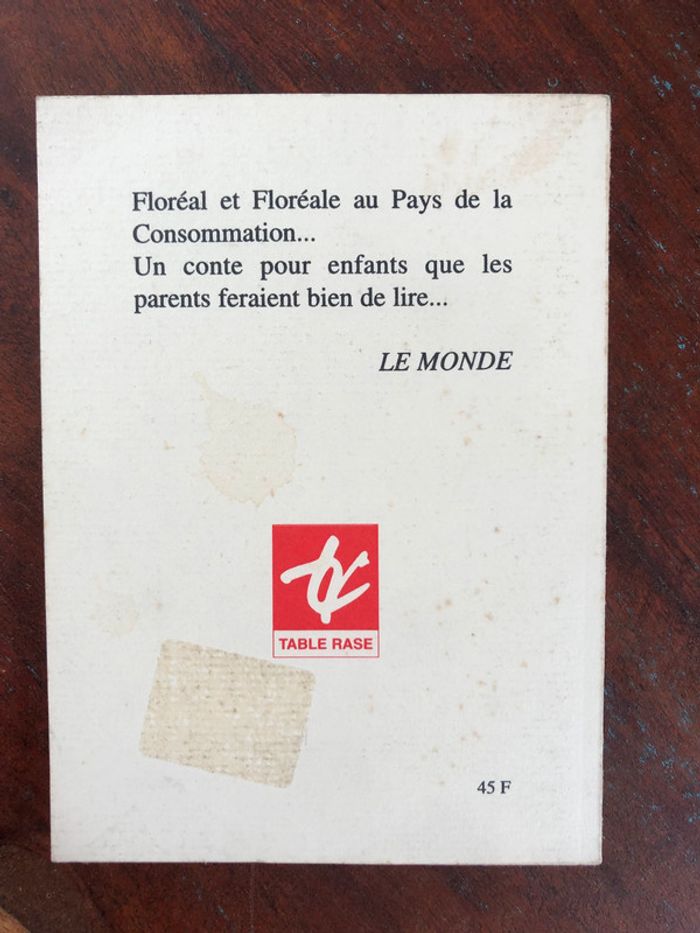 Floréal et Floréale au Pays de la
Consommation...
Un conte pour enfants que les
parents feraient bien de lire...
LE MONDE
TABLE RASE
45 F